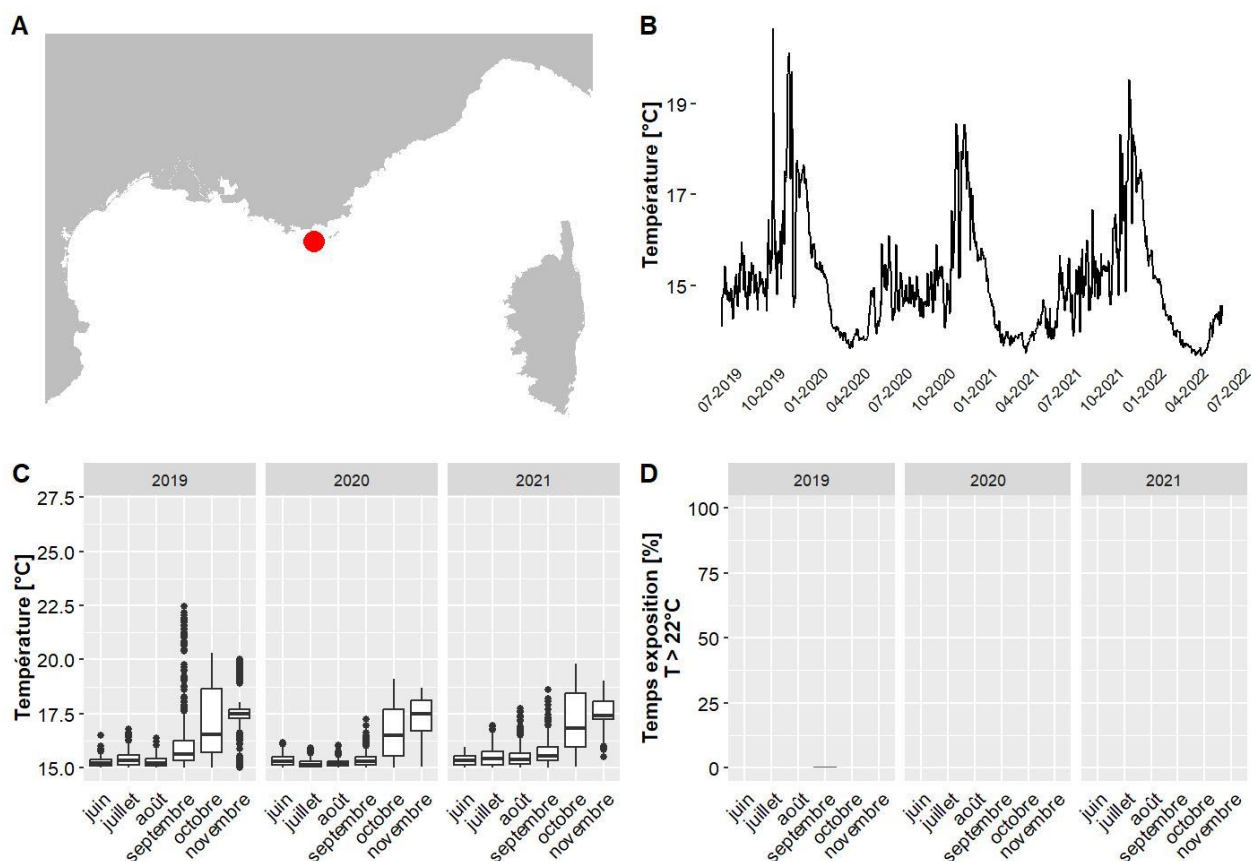 A
B
Température [°C]
19
17
15
07-2019
10-2019
01-2020
04-2020
07-2020
10-2020
01-2021
04-2021
07-2021
10-2021
01-2022
04-2022
07-2022
C
2019
2020
2021
Température [°C]
27.5
25.0
22.5
20.0
17.5
15.0
juin
juillet
août
septembre
octobre
novembre
juin
juillet
août
septembre
octobre
novembre
juin
juillet
août
septembre
octobre
novembre
D
2019
2020
2021
Temps exposition [%]
T > 22°C
100
75
50
25
0
juin
juillet
août
septembre
octobre
novembre
juin
juillet
août
septembre
octobre
novembre
juin
juillet
août
septembre
octobre
novembre